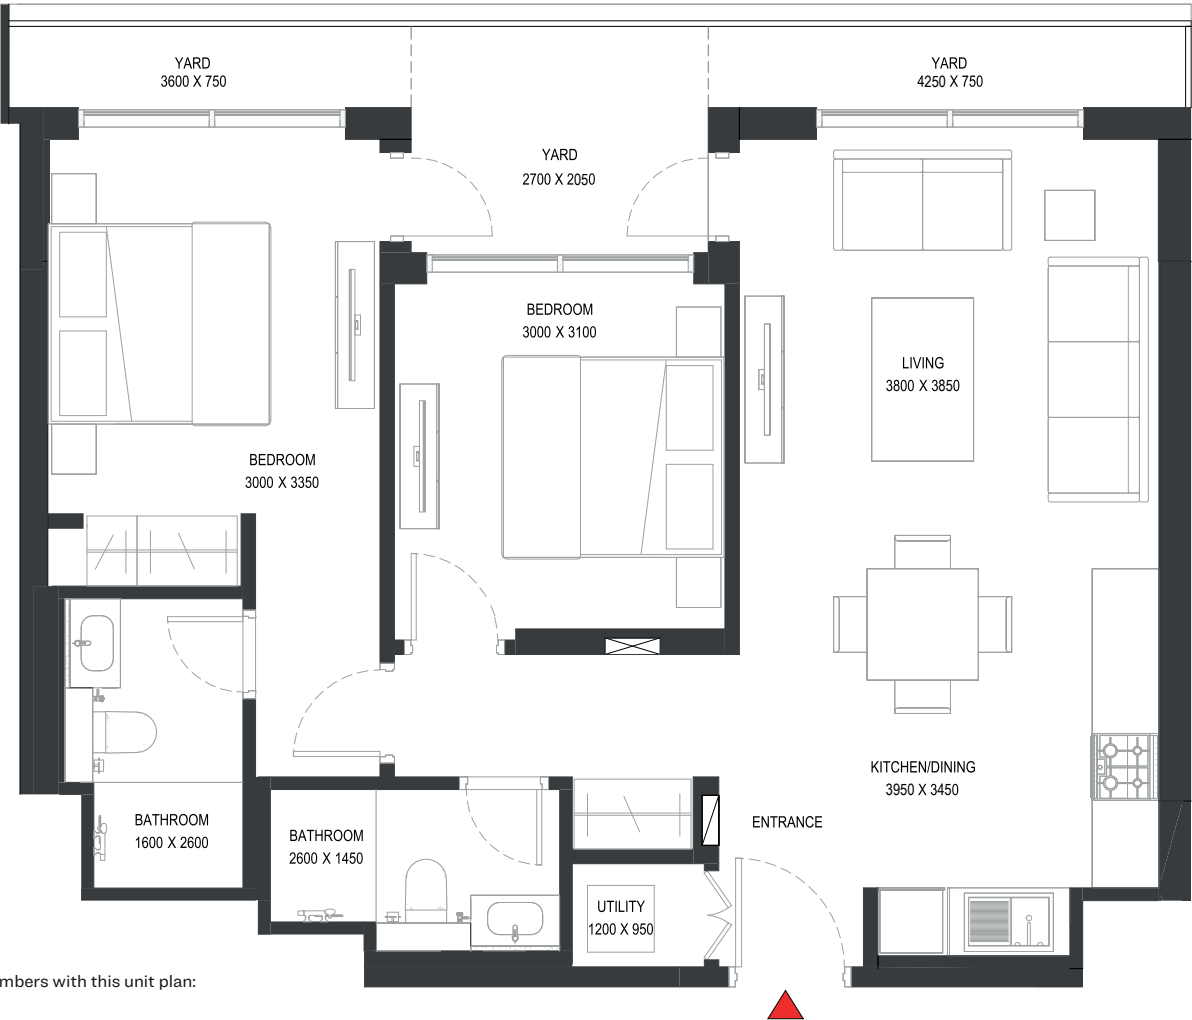 YARD
3600 X 750
YARD
4250 X 750
YARD
2700 X 2050
BEDROOM
3000 X 3100
LIVING
3800 X 3850
BEDROOM
3000 X 3350
KITCHEN/DINING
3950 X 3450
BATHROOM
1600 X 2600
ENTRANCE
BATHROOM
2600 X 1450
UTILITY
1200 X 950
mbers with this unit plan: